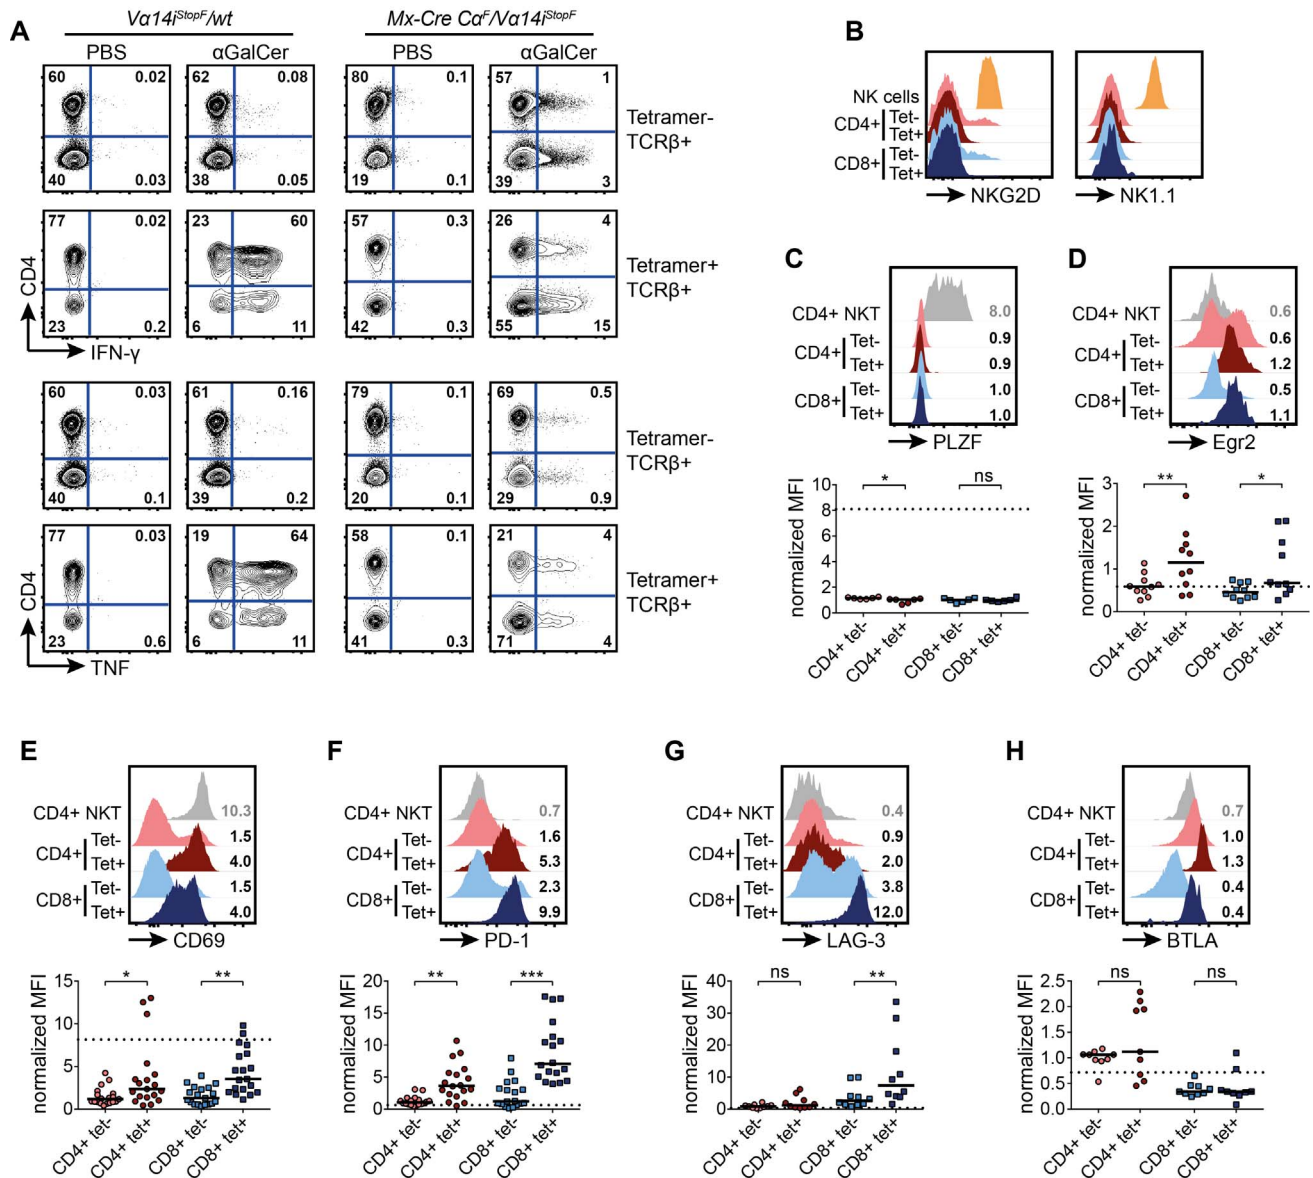 A
Vα14iStopF/wt
Mx-Cre CαF/Vα14iStopF
PBS
αGalCer
PBS
αGalCer
60 0.02 62 0.08 80 0.1 57 1
40 0.03 38 0.05 19 0.1 39 3
Tetramer-
TCRβ+
77 0.02 23 60 57 0.3 26 4
23 0.2 6 11 42 0.3 55 15
Tetramer+
TCRβ+
CD4
IFN-γ
60 0.03 61 0.16 79 0.1 69 0.5
40 0.1 39 0.2 20 0.1 29 0.9
Tetramer-
TCRβ+
77 0.03 19 64 58 0.1 21 4
23 0.6 6 11 41 0.3 71 4
Tetramer+
TCRβ+
CD4
TNF
B
NK cells
CD4+ Tet-
Tet+
CD8+ Tet-
Tet+
NKG2D
NK1.1
C
CD4+ NKT 8.0
CD4+ Tet- 0.9
Tet+ 0.9
CD8+ Tet- 1.0
Tet+ 1.0
PLZF
normalized MFI
10
8
6
4
2
0
* ns
CD4+ tet-
CD4+ tet+
CD8+ tet-
CD8+ tet+
D
CD4+ NKT 0.6
CD4+ Tet- 0.6
Tet+ 1.2
CD8+ Tet- 0.5
Tet+ 1.1
Egr2
normalized MFI
3
2
1
0
** *
CD4+ tet-
CD4+ tet+
CD8+ tet-
CD8+ tet+
E
CD4+ NKT 10.3
CD4+ Tet- 1.5
Tet+ 4.0
CD8+ Tet- 1.5
Tet+ 4.0
CD69
normalized MFI
15
10
5
0
* **
CD4+ tet-
CD4+ tet+
CD8+ tet-
CD8+ tet+
F
CD4+ NKT 0.7
CD4+ Tet- 1.6
Tet+ 5.3
CD8+ Tet- 2.3
Tet+ 9.9
PD-1
normalized MFI
20
15
10
5
0
** ***
CD4+ tet-
CD4+ tet+
CD8+ tet-
CD8+ tet+
G
CD4+ NKT 0.4
CD4+ Tet- 0.9
Tet+ 2.0
CD8+ Tet- 3.8
Tet+ 12.0
LAG-3
normalized MFI
40
30
20
10
0
ns **
CD4+ tet-
CD4+ tet+
CD8+ tet-
CD8+ tet+
H
CD4+ NKT 0.7
CD4+ Tet- 1.0
Tet+ 1.3
CD8+ Tet- 0.4
Tet+ 0.4
BTLA
normalized MFI
2.5
2.0
1.5
1.0
0.5
0.0
ns ns
CD4+ tet-
CD4+ tet+
CD8+ tet-
CD8+ tet+